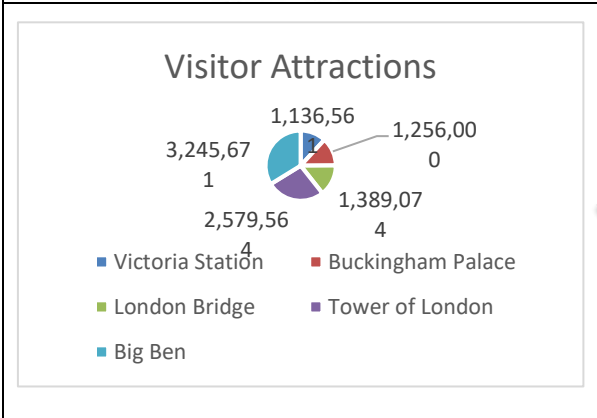 Visitor Attractions
1,136,56
1
1,256,00
0
3,245,67
1
1,389,07
4
2,579,56
4
Victoria Station
Buckingham Palace
London Bridge
Tower of London
Big Ben